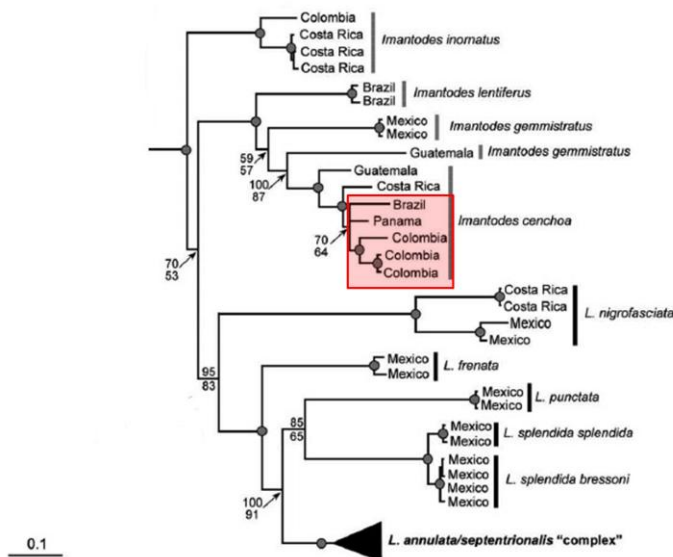 Colombia
Costa Rica
Costa Rica
Costa Rica
Imantodes inornatus
Brazil
Brazil
Imantodes lentiferus
Mexico
Mexico
Imantodes gemmistratus
59
57
Guatemala
Imantodes gemmistratus
100
87
Guatemala
Costa Rica
Brazil
Panama
Colombia
Colombia
Colombia
Imantodes cenchoa
70
64
70
53
Costa Rica
Costa Rica
Mexico
Mexico
L. nigrofasciata
95
83
Mexico
Mexico
L. frenata
Mexico
Mexico
L. punctata
85
65
Mexico
Mexico
L. splendida splendida
Mexico
Mexico
Mexico
Mexico
L. splendida bressoni
100
91
L. annulata/septentrionalis "complex"
0.1